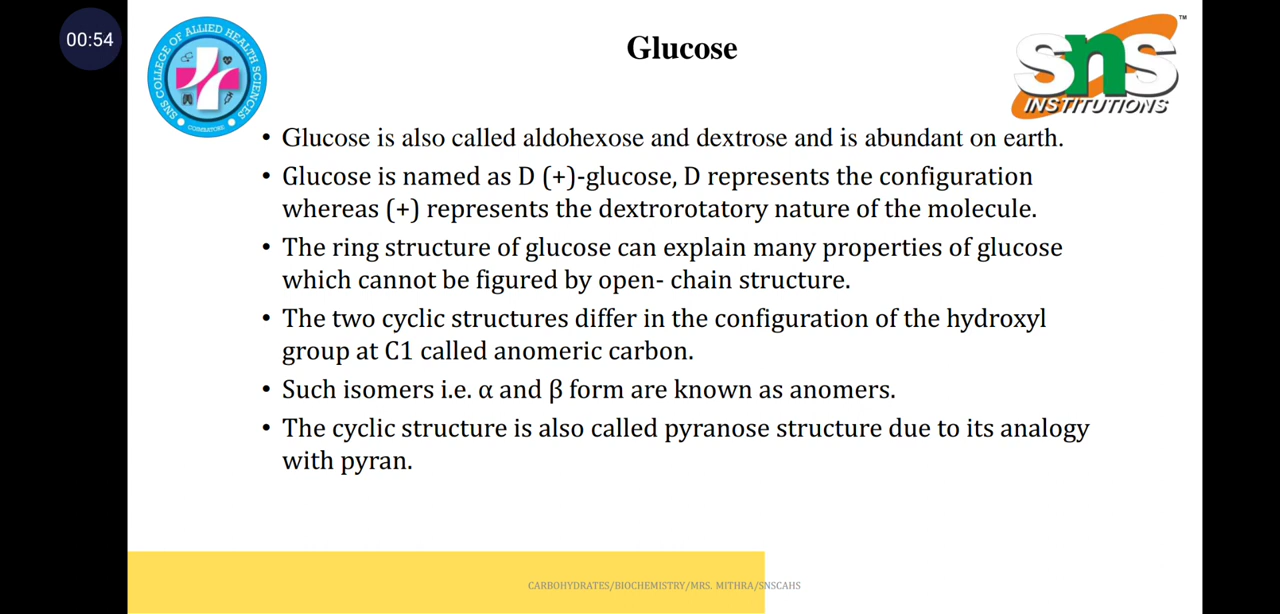 00:54
SNS COLLEGE OF ALLIED HEALTH SCIENCES
COIMBATORE
Glucose
sns
INSTITUTIONS
TM
• Glucose is also called aldohexose and dextrose and is abundant on earth.
• Glucose is named as D (+)-glucose, D represents the configuration
whereas (+) represents the dextrorotatory nature of the molecule.
• The ring structure of glucose can explain many properties of glucose
which cannot be figured by open- chain structure.
• The two cyclic structures differ in the configuration of the hydroxyl
group at C1 called anomeric carbon.
• Such isomers i.e. α and β form are known as anomers.
• The cyclic structure is also called pyranose structure due to its analogy
with pyran.
CARBOHYDRATES/BIOCHEMISTRY/MRS. MITHRA/SNSCAHS